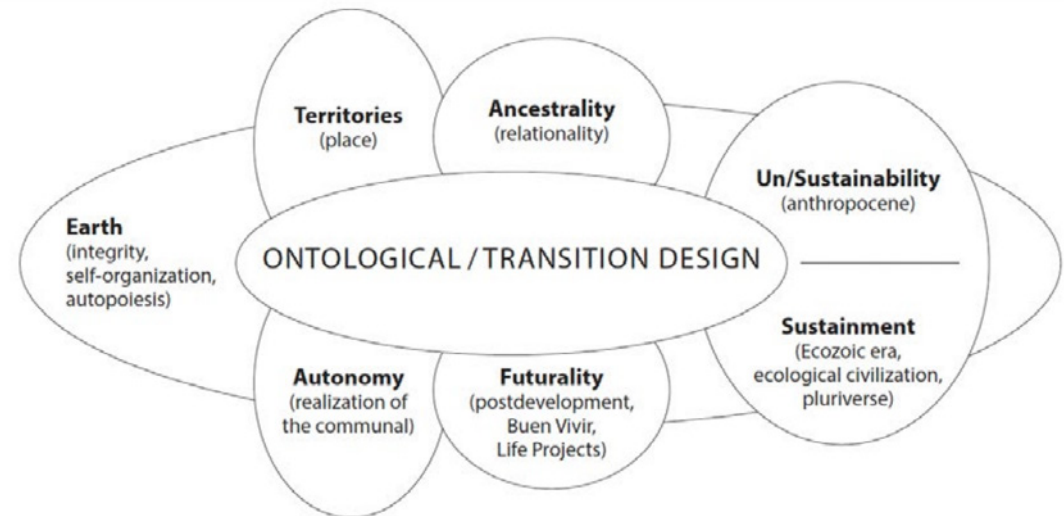 Territories
(place)
Ancestrality
(relationality)
Un/Sustainability
(anthropocene)
Earth
(integrity,
self-organization,
autopoiesis)
ONTOLOGICAL / TRANSITION DESIGN
Autonomy
(realization of
the communal)
Futurality
(postdevelopment,
Buen Vivir,
Life Projects)
Sustainment
(Ecozoic era,
ecological civilization,
pluriverse)